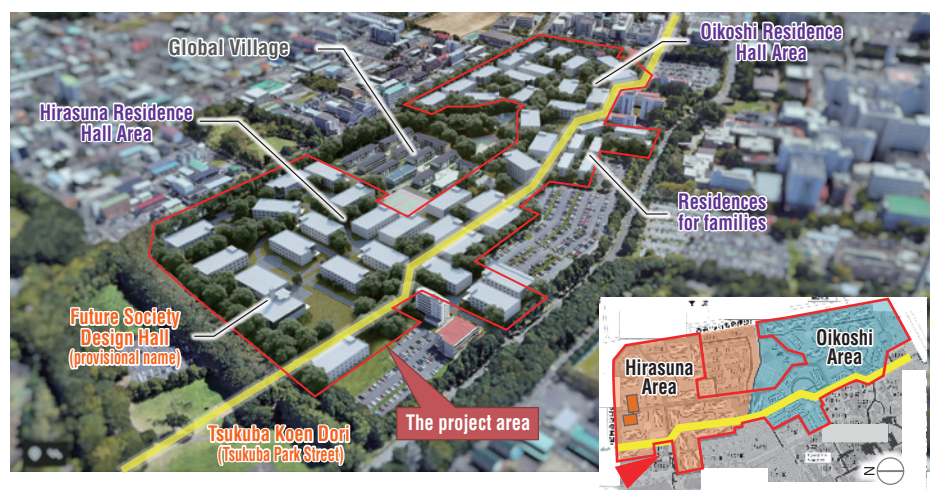 Global Village
Oikoshi Residence
Hall Area
Hirasuna Residence
Hall Area
Residences
for families
Future Society
Design Hall
(provisional name)
The project area
Tsukuba Koen Dori
(Tsukuba Park Street)
Hirasuna
Area
Oikoshi
Area
N